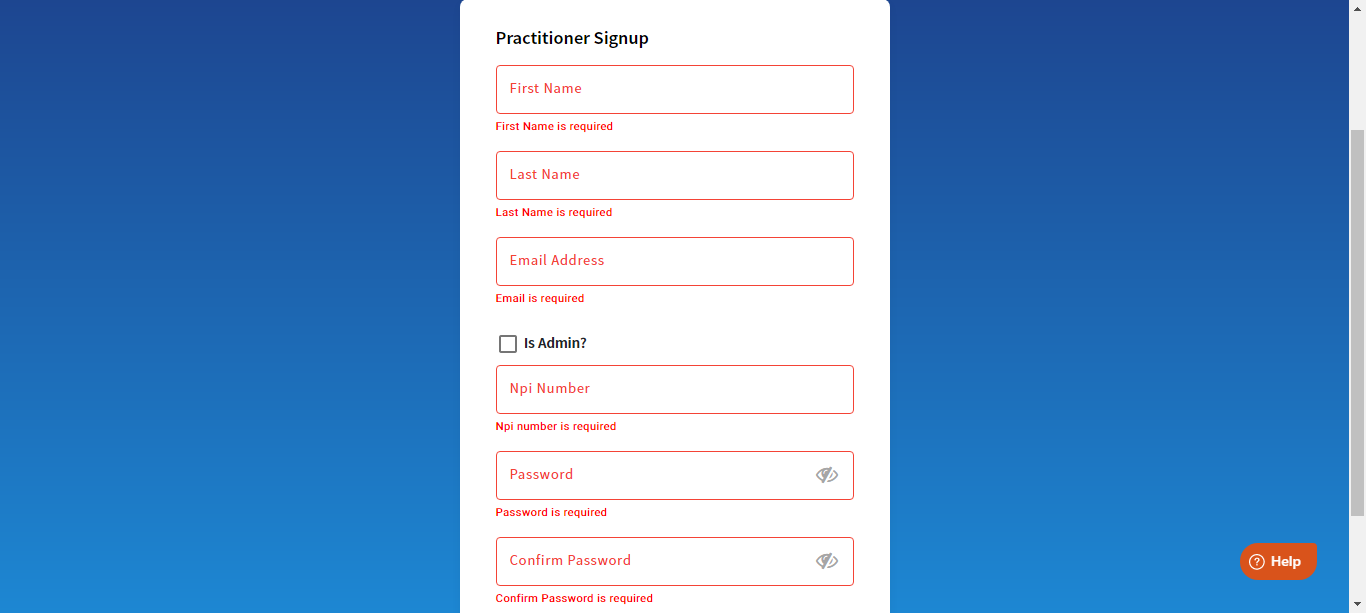 Practitioner Signup
First Name
First Name is required
Last Name
Last Name is required
Email Address
Email is required
Is Admin?
Npi Number
Npi number is required
Password
Password is required
Confirm Password
Confirm Password is required
Help